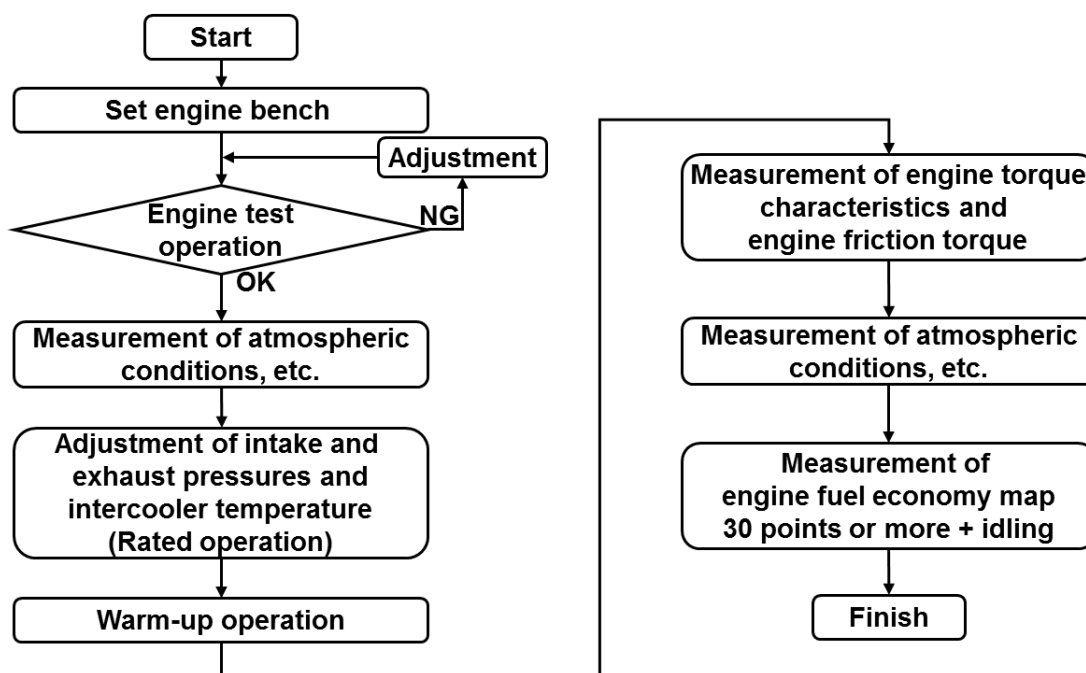 Start
Set engine bench
Adjustment
Engine test
operation
NG
OK
Measurement of atmospheric
conditions, etc.
Adjustment of intake and
exhaust pressures and
intercooler temperature
(Rated operation)
Warm-up operation
Measurement of engine torque
characteristics and
engine friction torque
Measurement of atmospheric
conditions, etc.
Measurement of
engine fuel economy map
30 points or more + idling
Finish